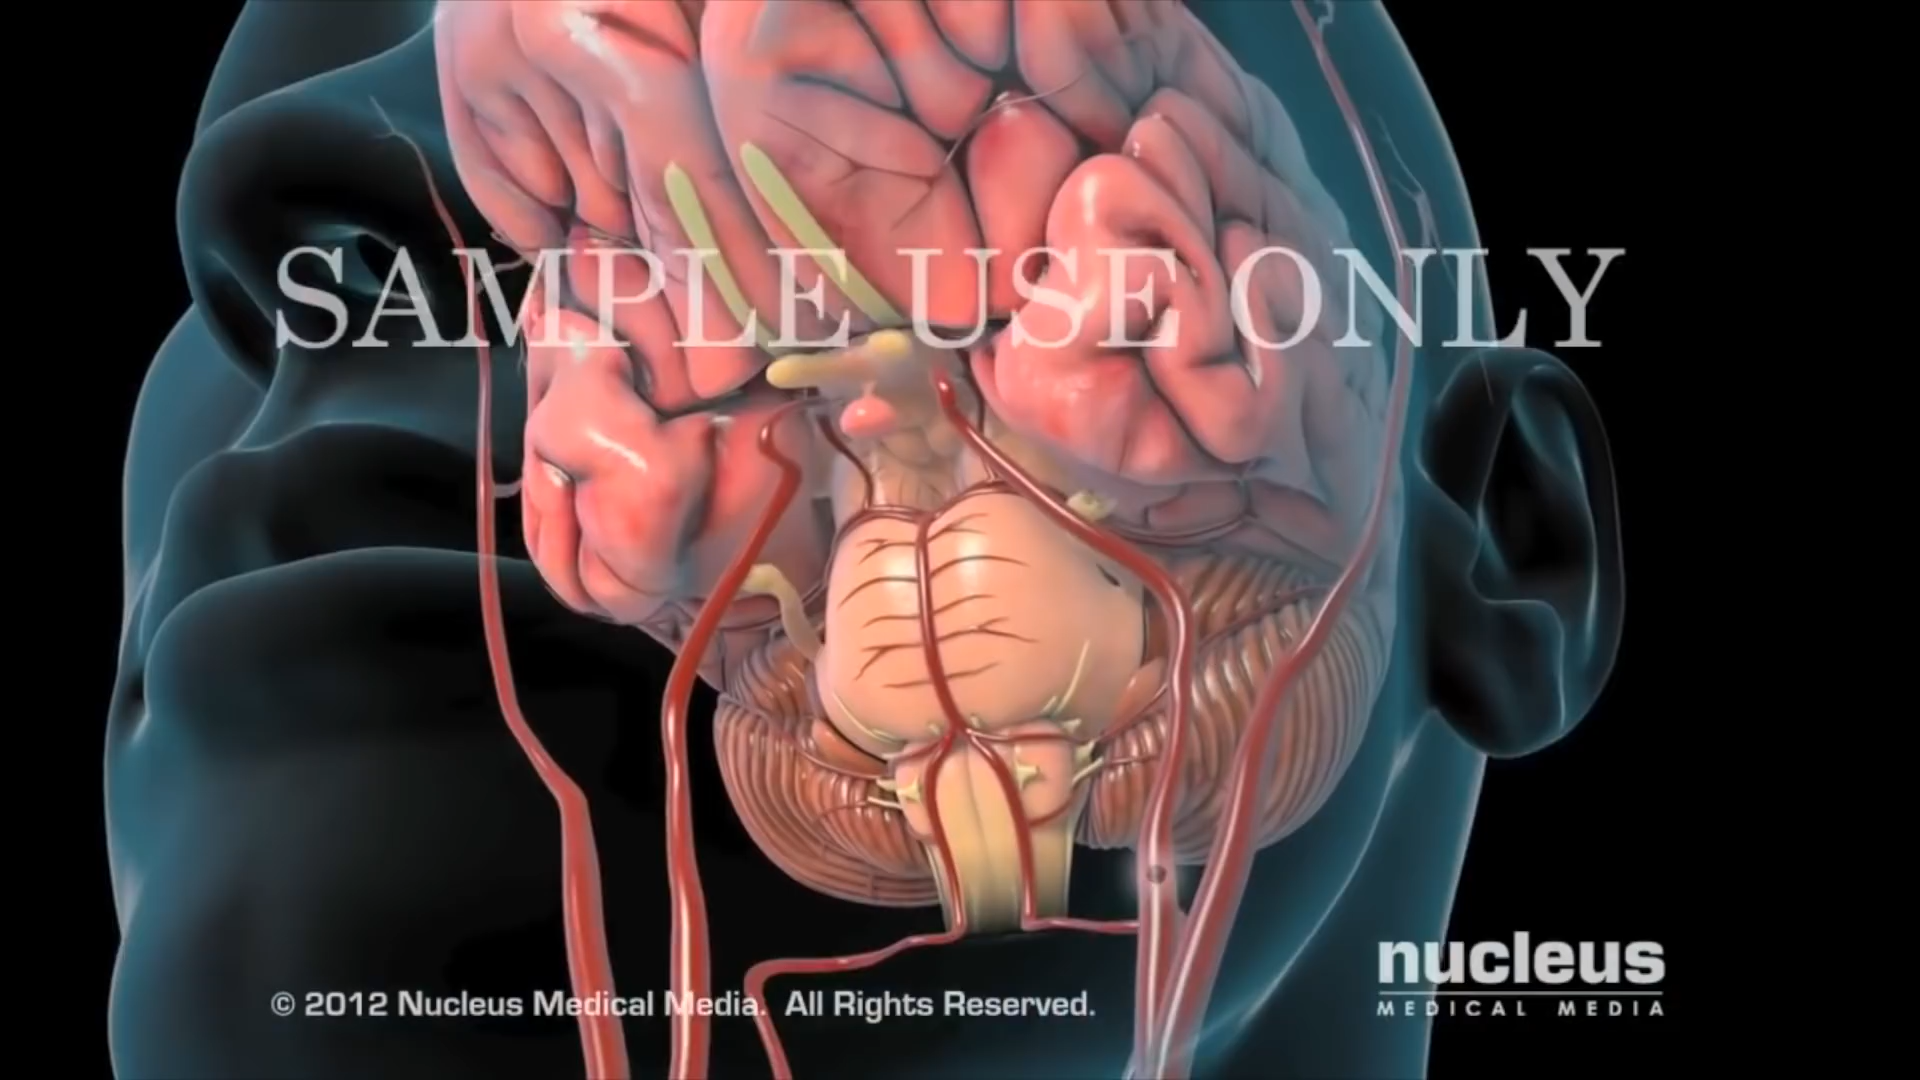 SAMPLE USE ONLY
nucleus
MEDICAL MEDIA
© 2012 Nucleus Medical Media. All Rights Reserved.